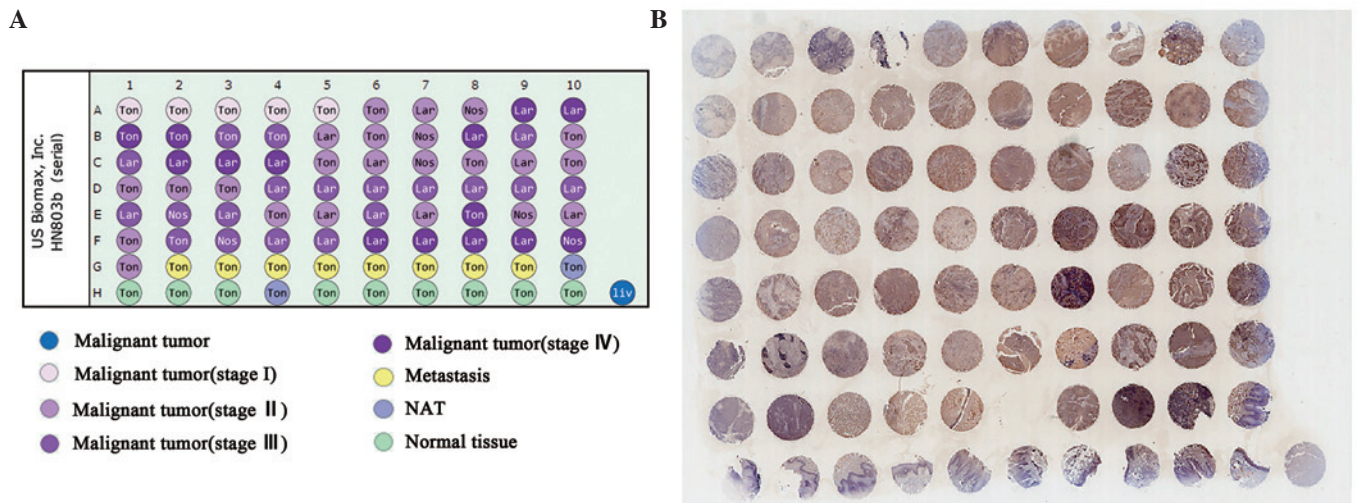 A
B
US Biomax, Inc.
HN803b (serial)
1 2 3 4 5 6 7 8 9 10
A Ton Ton Ton Ton Ton Ton Lar Nos Lar Lar
B Ton Ton Ton Ton Lar Ton Nos Lar Lar Ton
C Lar Lar Lar Lar Ton Lar Nos Ton Lar Ton
D Ton Ton Ton Lar Lar Lar Lar Lar Lar Lar
E Lar Nos Lar Ton Lar Lar Lar Ton Nos Lar
F Ton Ton Nos Lar Lar Lar Lar Lar Lar Nos
G Ton Ton Ton Ton Ton Ton Ton Ton Ton Ton
H Ton Ton Ton Ton Ton Ton Ton Ton Ton Ton liv
Malignant tumor
Malignant tumor(stage I)
Malignant tumor(stage II)
Malignant tumor(stage III)
Malignant tumor(stage IV)
Metastasis
NAT
Normal tissue